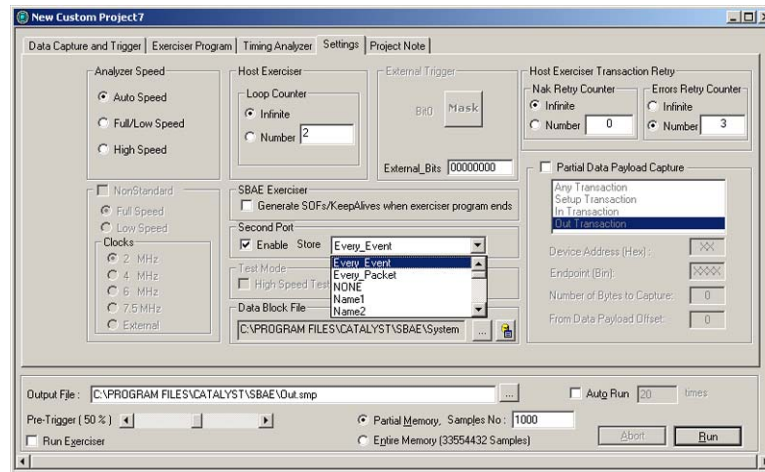 New Custom Project7
Data Capture and Trigger | Exerciser Program | Timing Analyzer | Settings | Project Note
Analyzer Speed
Auto Speed
Full/Low Speed
High Speed
Host Exerciser
Loop Counter
Infinite
Number 2
External Trigger
Bit0 Mask
External_Bits 00000000
Host Exerciser Transaction Retry
Nak Retry Counter
Infinite
Number 0
Errors Retry Counter
Infinite
Number 3
NonStandard
Full Speed
Low Speed
Clocks
2 MHz
4 MHz
6 MHz
7.5 MHz
External
SBAE Exerciser
Generate SOFs/KeepAlives when exerciser program ends
Second Port
Enable Store Every_Event
Every_Event
Every_Packet
NONE
Name1
Name2
Test Mode
High Speed Test
Data Block File
C:\PROGRAM FILES\CATALYST\SBAE\System ...
Partial Data Payload Capture
Any Transaction
Setup Transaction
In Transaction
Out Transaction
Device Address (Hex) : XX
Endpoint (Bin): XXXX
Number of Bytes to Capture: 0
From Data Payload Offset: 0
Output File : C:\PROGRAM FILES\CATALYST\SBAE\Out.smp ...
Auto Run 20 times
Pre-Trigger ( 50 % )
Partial Memory, Samples No : 1000
Run Exerciser
Entire Memory (33554432 Samples)
Abort Run